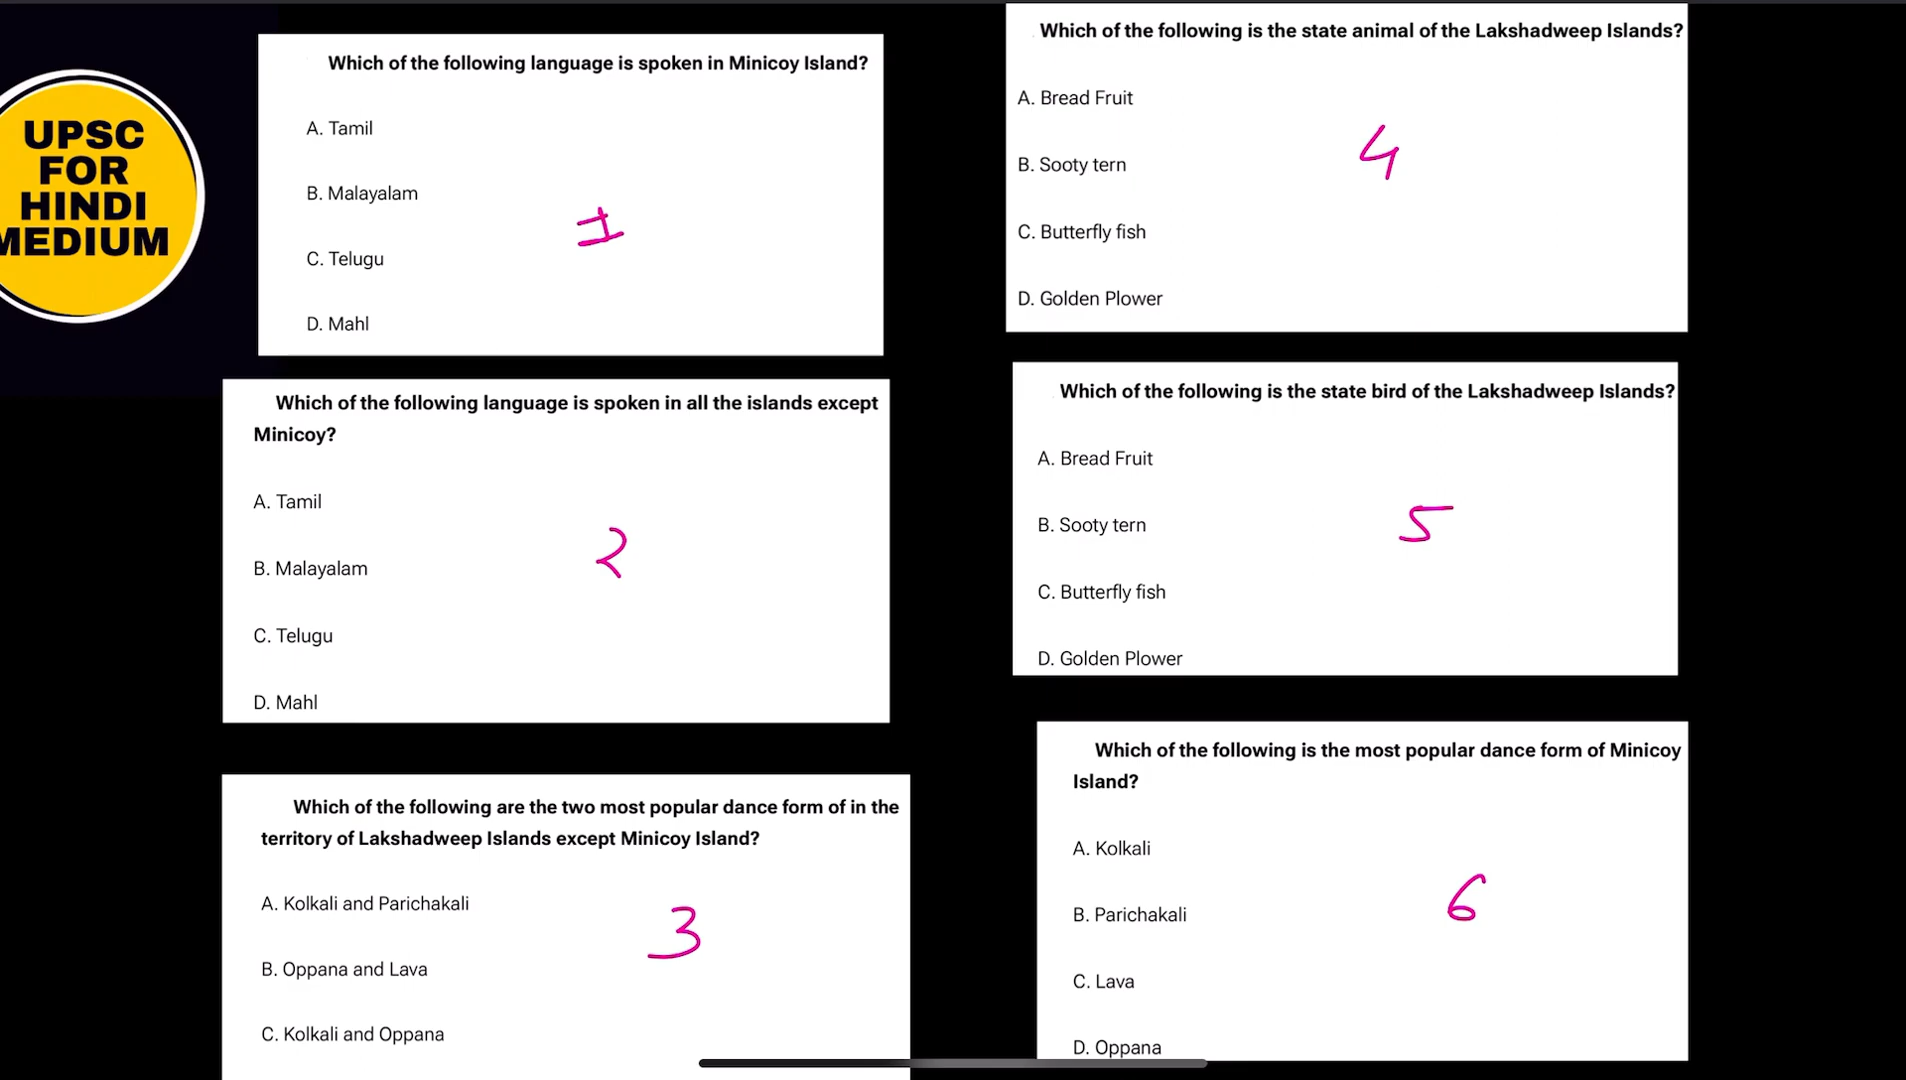 UPSC
FOR
HINDI
MEDIUM
Which of the following language is spoken in Minicoy Island?
A. Tamil
B. Malayalam
C. Telugu
D. Mahl
1
Which of the following language is spoken in all the islands except
Minicoy?
A. Tamil
B. Malayalam
C. Telugu
D. Mahl
2
Which of the following are the two most popular dance form of in the
territory of Lakshadweep Islands except Minicoy Island?
A. Kolkali and Parichakali
B. Oppana and Lava
C. Kolkali and Oppana
3
Which of the following is the state animal of the Lakshadweep Islands?
A. Bread Fruit
B. Sooty tern
C. Butterfly fish
D. Golden Plower
4
Which of the following is the state bird of the Lakshadweep Islands?
A. Bread Fruit
B. Sooty tern
C. Butterfly fish
D. Golden Plower
5
Which of the following is the most popular dance form of Minicoy
Island?
A. Kolkali
B. Parichakali
C. Lava
D. Oppana
6